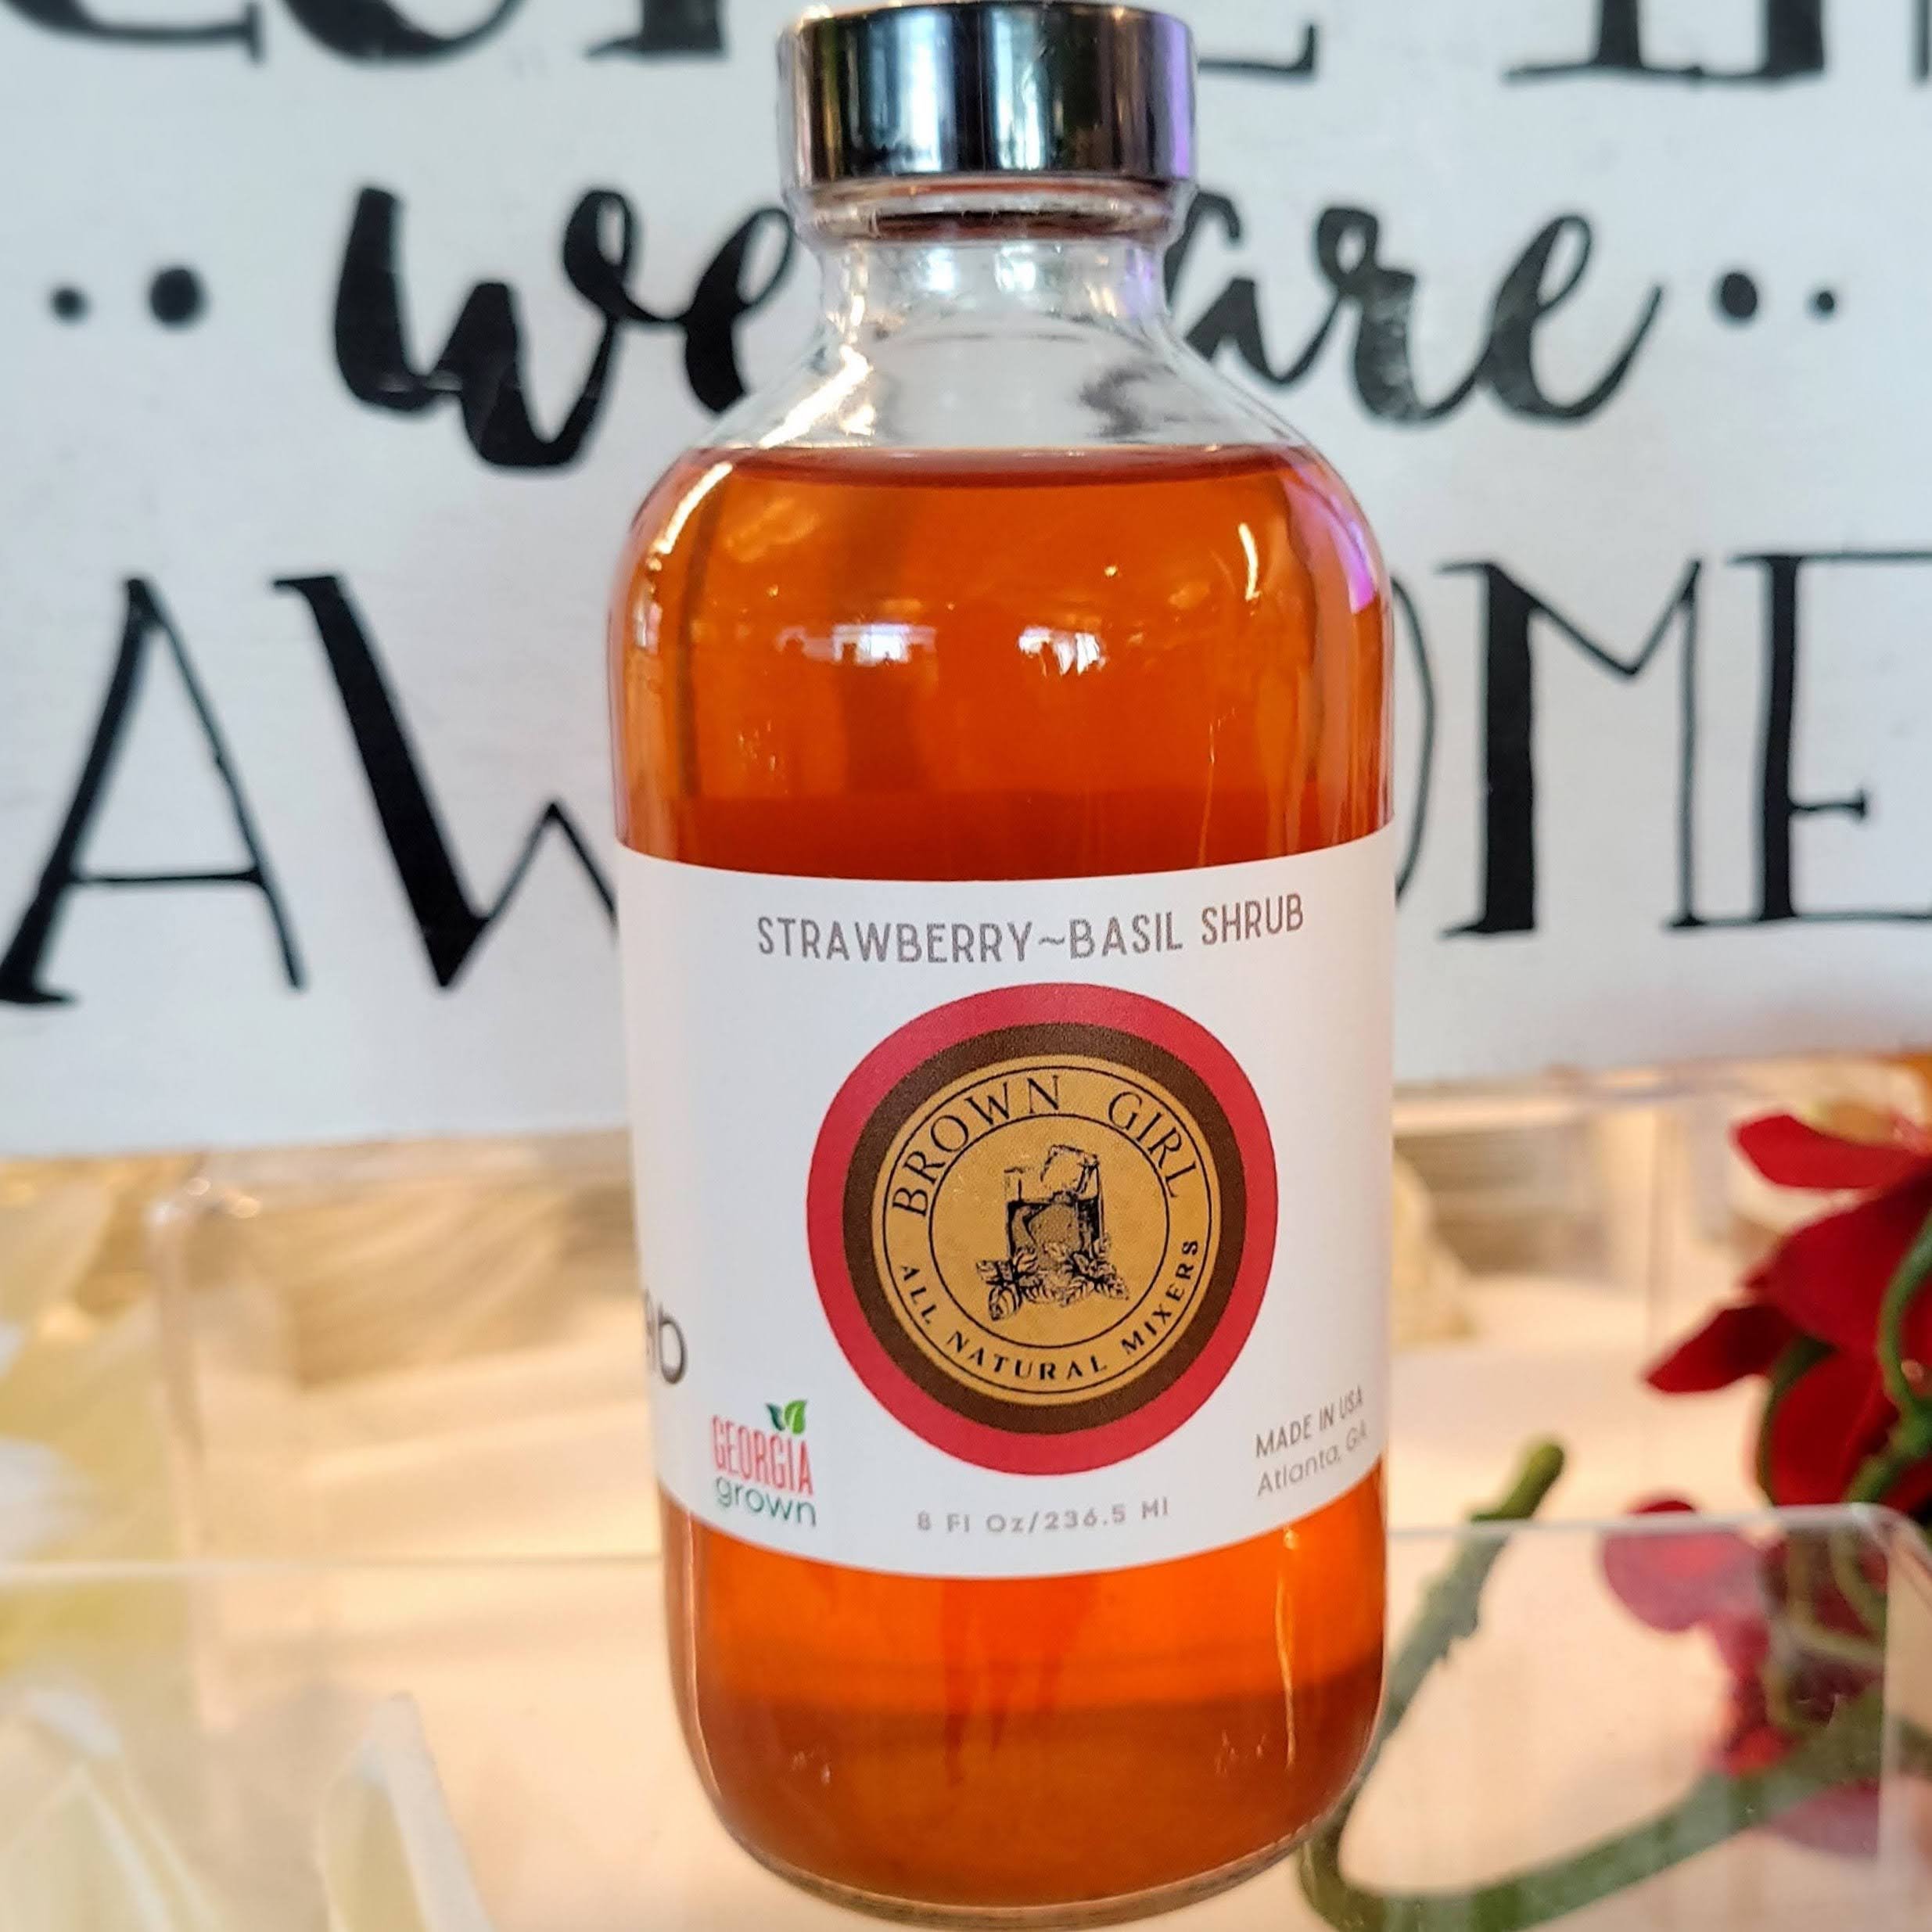 we are
AWESOME
STRAWBERRY~BASIL SHRUB
BROWN GIRL
ALL NATURAL MIXERS
GEORGIA
grown
MADE IN USA
Atlanta, GA
8 Fl Oz/236.5 Ml